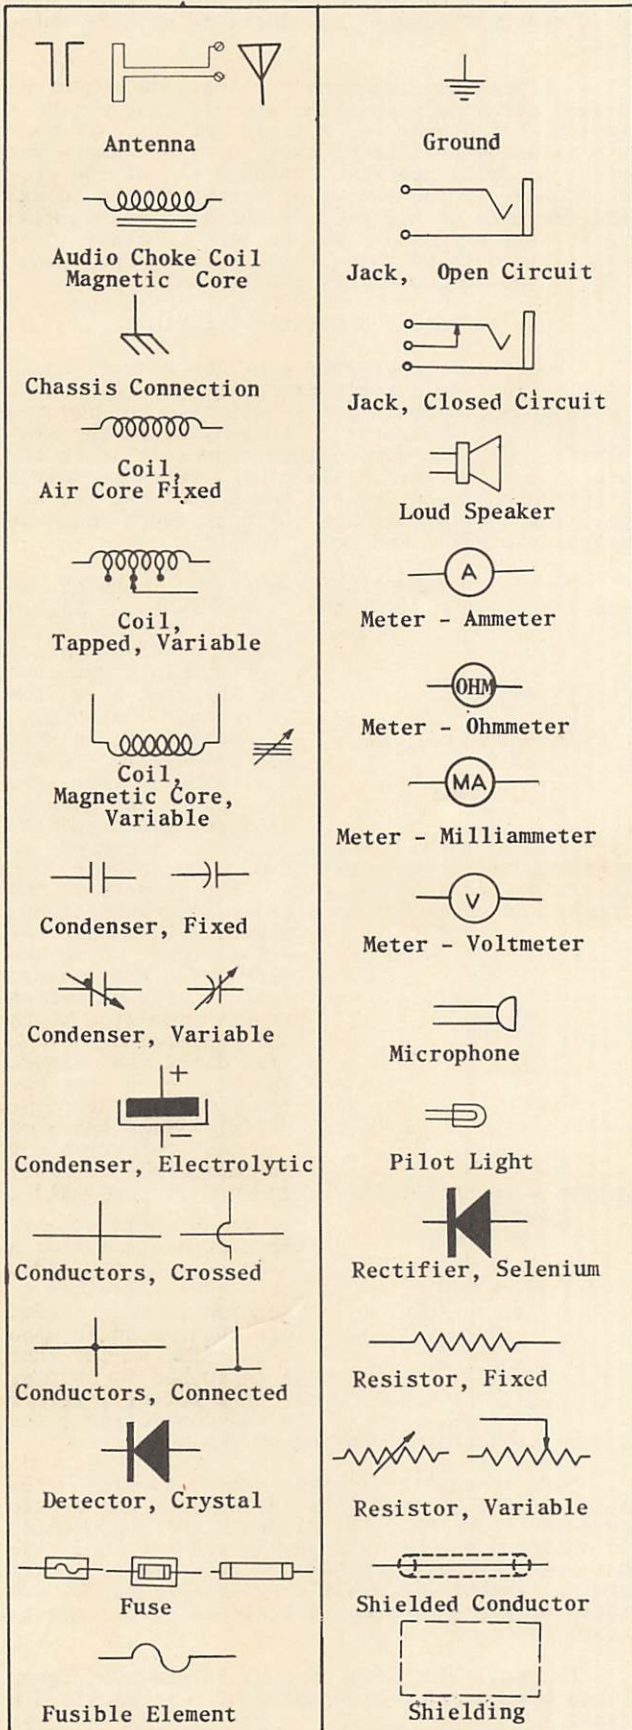 Antenna
Audio Choke Coil
Magnetic Core
Chassis Connection
Coil,
Air Core Fixed
Coil,
Tapped, Variable
Coil,
Magnetic Core,
Variable
Condenser, Fixed
Condenser, Variable
+
−
Condenser, Electrolytic
Conductors, Crossed
Conductors, Connected
Detector, Crystal
Fuse
Fusible Element
Ground
Jack, Open Circuit
Jack, Closed Circuit
Loud Speaker
A
Meter - Ammeter
OHM
Meter - Ohmmeter
MA
Meter - Milliammeter
V
Meter - Voltmeter
Microphone
Pilot Light
Rectifier, Selenium
Resistor, Fixed
Resistor, Variable
Shielded Conductor
Shielding